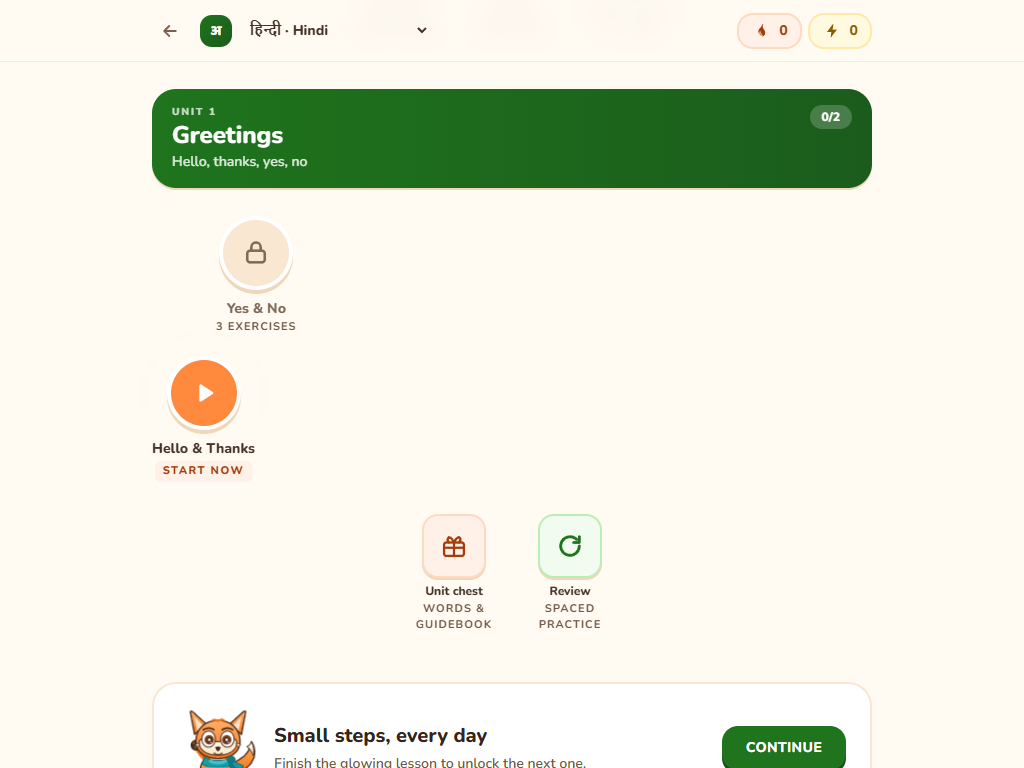 अ
हिन्दी · Hindi
0
0
UNIT 1
0/2
Greetings
Hello, thanks, yes, no
Yes & No
3 EXERCISES
Hello & Thanks
START NOW
Unit chest
WORDS &
GUIDEBOOK
Review
SPACED
PRACTICE
Small steps, every day
CONTINUE
Finish the glowing lesson to unlock the next one.